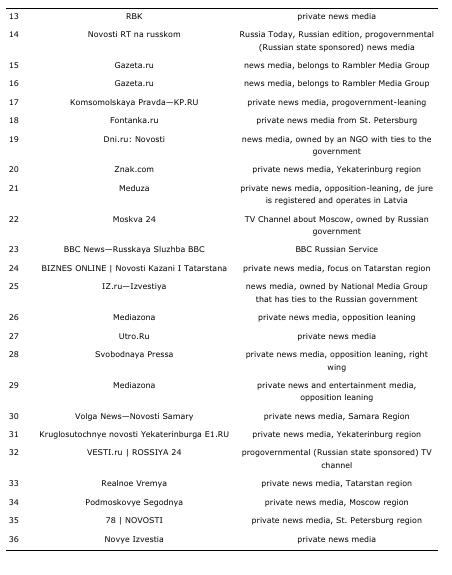 13 RBK private news media
14 Novosti RT na russkom Russia Today, Russian edition, progovernmental
(Russian state sponsored) news media
15 Gazeta.ru news media, belongs to Rambler Media Group
16 Gazeta.ru news media, belongs to Rambler Media Group
17 Komsomolskaya Pravda—KP.RU private news media, progovernment-leaning
18 Fontanka.ru private news media from St. Petersburg
19 Dni.ru: Novosti news media, owned by an NGO with ties to the
government
20 Znak.com private news media, Yekaterinburg region
21 Meduza private news media, opposition-leaning, de jure
is registered and operates in Latvia
22 Moskva 24 TV Channel about Moscow, owned by Russian
government
23 BBC News—Russkaya Sluzhba BBC BBC Russian Service
24 BIZNES ONLINE | Novosti Kazani I Tatarstana private news media, focus on Tatarstan region
25 IZ.ru—Izvestiya news media, owned by National Media Group
that has ties to the Russian government
26 Mediazona private news media, opposition leaning
27 Utro.Ru private news media
28 Svobodnaya Pressa private news media, opposition leaning, right
wing
29 Mediazona private news and entertainment media,
opposition leaning
30 Volga News—Novosti Samary private news media, Samara Region
31 Kruglosutochnye novosti Yekaterinburga E1.RU private news media, Yekaterinburg region
32 VESTI.ru | ROSSIYA 24 progovernmental (Russian state sponsored) TV
channel
33 Realnoe Vremya private news media, Tatarstan region
34 Podmoskovye Segodnya private news media, Moscow region
35 78 | NOVOSTI private news media, St. Petersburg region
36 Novye Izvestia private news media